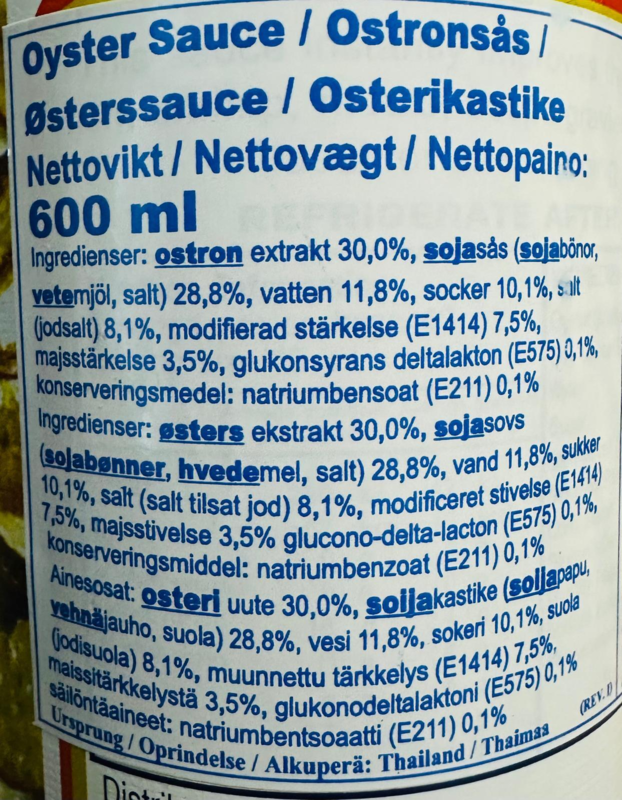 Oyster Sauce / Ostronsås /
Østerssauce / Osterikastike
Nettovikt / Nettovægt / Nettopaino:
600 ml
Ingredienser: ostron extrakt 30,0%, sojasås (sojabönor,
vetemjöl, salt) 28,8%, vatten 11,8%, socker 10,1%, salt
(jodsalt) 8,1%, modifierad stärkelse (E1414) 7,5%,
majsstärkelse 3,5%, glukonsyrans deltalakton (E575) 0,1%,
konserveringsmedel: natriumbensoat (E211) 0,1%
Ingredienser: østers ekstrakt 30,0%, sojasovs
(sojabønner, hvedemel, salt) 28,8%, vand 11,8%, sukker
10,1%, salt (salt tilsat jod) 8,1%, modificeret stivelse (E1414)
7,5%, majsstivelse 3,5% glucono-delta-lacton (E575) 0,1%,
konserveringsmiddel: natriumbenzoat (E211) 0,1%
Ainesosat: osteri uute 30,0%, soijakastike (soijapapu,
vehnäjauho, suola) 28,8%, vesi 11,8%, sokeri 10,1%, suola
(jodisuola) 8,1%, muunnettu tärkkelys (E1414) 7,5%,
maissitärkkelystä 3,5%, glukonodeltalaktoni (E575) 0,1%
säilöntäaineet: natriumbentsoaatti (E211) 0,1%
(REV. 1)
Ursprung / Oprindelse / Alkuperä: Thailand / Thaimaa